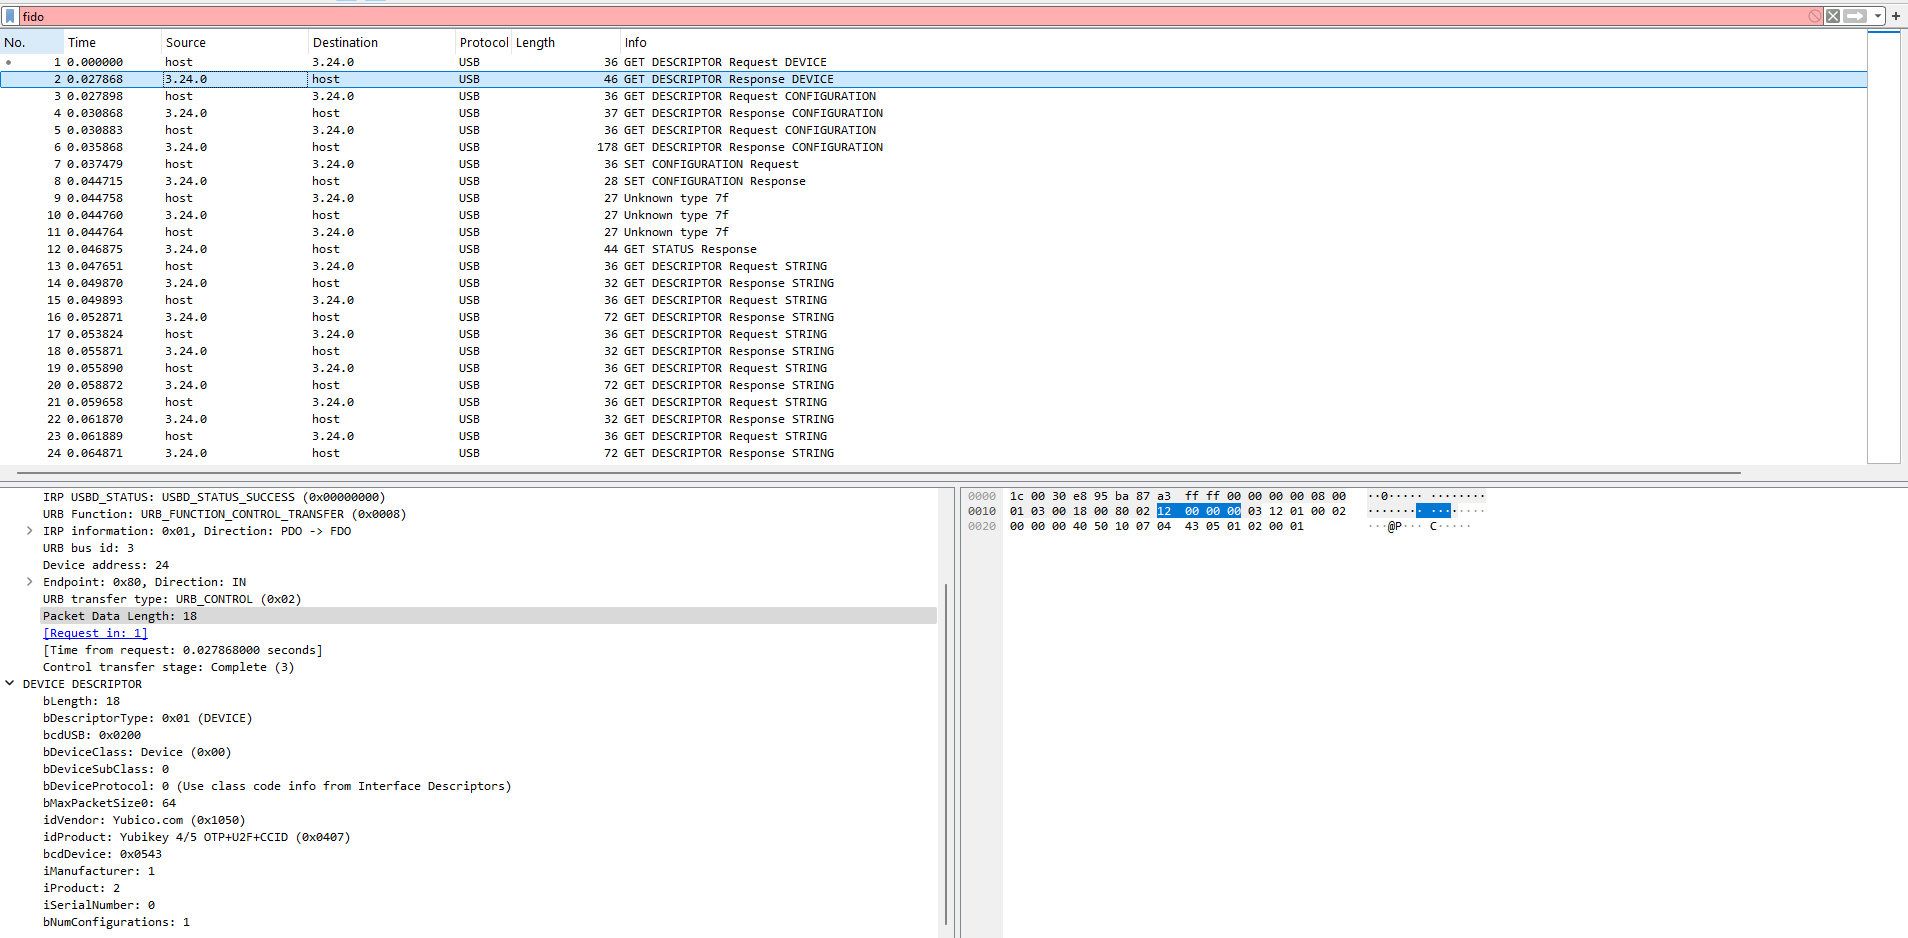 fido
No. Time Source Destination Protocol Length Info
1 0.000000 host 3.24.0 USB 36 GET DESCRIPTOR Request DEVICE
2 0.027868 3.24.0 host USB 46 GET DESCRIPTOR Response DEVICE
3 0.027898 host 3.24.0 USB 36 GET DESCRIPTOR Request CONFIGURATION
4 0.030868 3.24.0 host USB 37 GET DESCRIPTOR Response CONFIGURATION
5 0.030883 host 3.24.0 USB 36 GET DESCRIPTOR Request CONFIGURATION
6 0.035868 3.24.0 host USB 178 GET DESCRIPTOR Response CONFIGURATION
7 0.037479 host 3.24.0 USB 36 SET CONFIGURATION Request
8 0.044715 3.24.0 host USB 28 SET CONFIGURATION Response
9 0.044758 host 3.24.0 USB 27 Unknown type 7f
10 0.044760 host 3.24.0 USB 27 Unknown type 7f
11 0.044764 host 3.24.0 USB 27 Unknown type 7f
12 0.046875 3.24.0 host USB 44 GET STATUS Response
13 0.047651 host 3.24.0 USB 36 GET DESCRIPTOR Request STRING
14 0.049870 3.24.0 host USB 32 GET DESCRIPTOR Response STRING
15 0.049893 host 3.24.0 USB 36 GET DESCRIPTOR Request STRING
16 0.052871 3.24.0 host USB 72 GET DESCRIPTOR Response STRING
17 0.053824 host 3.24.0 USB 36 GET DESCRIPTOR Request STRING
18 0.055871 3.24.0 host USB 32 GET DESCRIPTOR Response STRING
19 0.055890 host 3.24.0 USB 36 GET DESCRIPTOR Request STRING
20 0.058872 3.24.0 host USB 72 GET DESCRIPTOR Response STRING
21 0.059658 host 3.24.0 USB 36 GET DESCRIPTOR Request STRING
22 0.061870 3.24.0 host USB 32 GET DESCRIPTOR Response STRING
23 0.061889 host 3.24.0 USB 36 GET DESCRIPTOR Request STRING
24 0.064871 3.24.0 host USB 72 GET DESCRIPTOR Response STRING
IRP USBD_STATUS: USBD_STATUS_SUCCESS (0x00000000)
URB Function: URB_FUNCTION_CONTROL_TRANSFER (0x0008)
IRP information: 0x01, Direction: PDO -> FDO
URB bus id: 3
Device address: 24
Endpoint: 0x80, Direction: IN
URB transfer type: URB_CONTROL (0x02)
Packet Data Length: 18
[Request in: 1]
[Time from request: 0.027868000 seconds]
Control transfer stage: Complete (3)
DEVICE DESCRIPTOR
bLength: 18
bDescriptorType: 0x01 (DEVICE)
bcdUSB: 0x0200
bDeviceClass: Device (0x00)
bDeviceSubClass: 0
bDeviceProtocol: 0 (Use class code info from Interface Descriptors)
bMaxPacketSize0: 64
idVendor: Yubico.com (0x1050)
idProduct: Yubikey 4/5 OTP+U2F+CCID (0x0407)
bcdDevice: 0x0543
iManufacturer: 1
iProduct: 2
iSerialNumber: 0
bNumConfigurations: 1
0000 1c 00 30 e8 95 ba 87 a3 ff ff 00 00 00 00 08 00 ··0····· ········
0010 01 03 00 18 00 80 02 12 00 00 00 03 12 01 00 02 ········ ········
0020 00 00 00 40 50 10 07 04 43 05 01 02 00 01 ···@P··· C·····